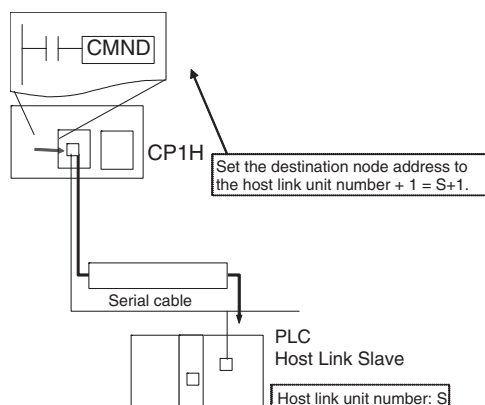 CMND
CP1H
Set the destination node address to
the host link unit number + 1 = S+1.
Serial cable
PLC
Host Link Slave
Host link unit number: S